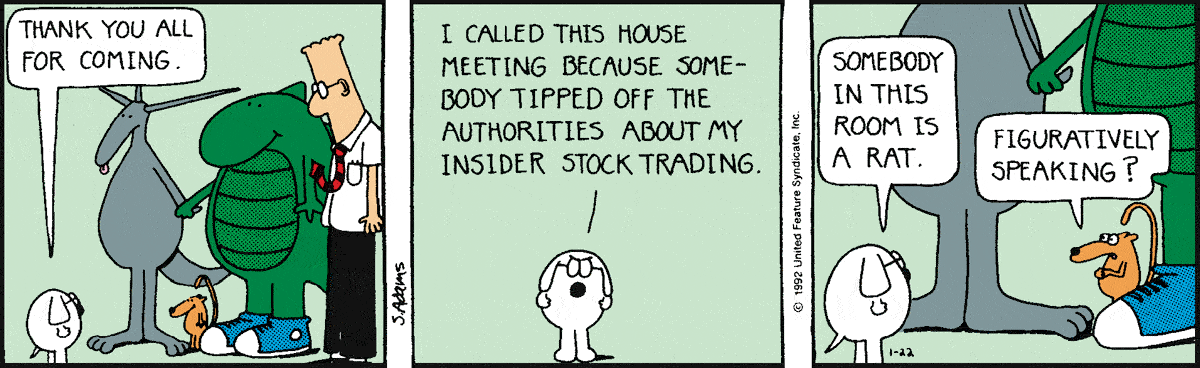 THANK YOU ALL
FOR COMING.
S.Adams
I CALLED THIS HOUSE
MEETING BECAUSE SOME-
BODY TIPPED OFF THE
AUTHORITIES ABOUT MY
INSIDER STOCK TRADING.
© 1992 United Feature Syndicate, Inc.
SOMEBODY
IN THIS
ROOM IS
A RAT.
FIGURATIVELY
SPEAKING?
1-22